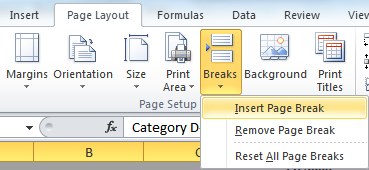 Insert Page Layout Formulas Data Revi
Margins Orientation Size Print Area Breaks Background Print Titles
Page Setup
Insert Page Break
Remove Page Break
Reset All Page Breaks
fx Category D
B C